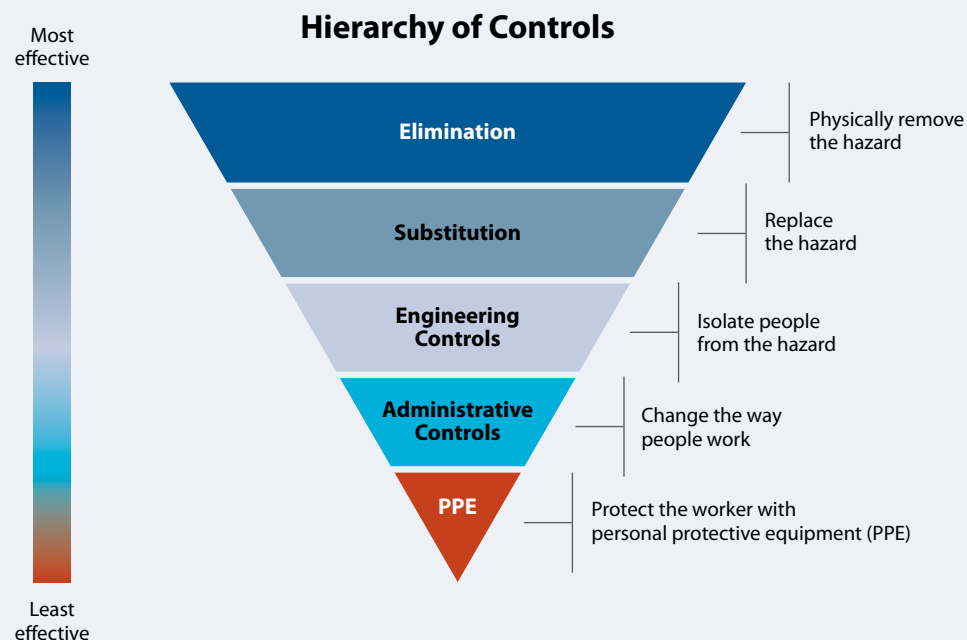 Hierarchy of Controls
Most
effective
Elimination
Physically remove
the hazard
Substitution
Replace
the hazard
Engineering
Controls
Isolate people
from the hazard
Administrative
Controls
Change the way
people work
PPE
Protect the worker with
personal protective equipment (PPE)
Least
effective